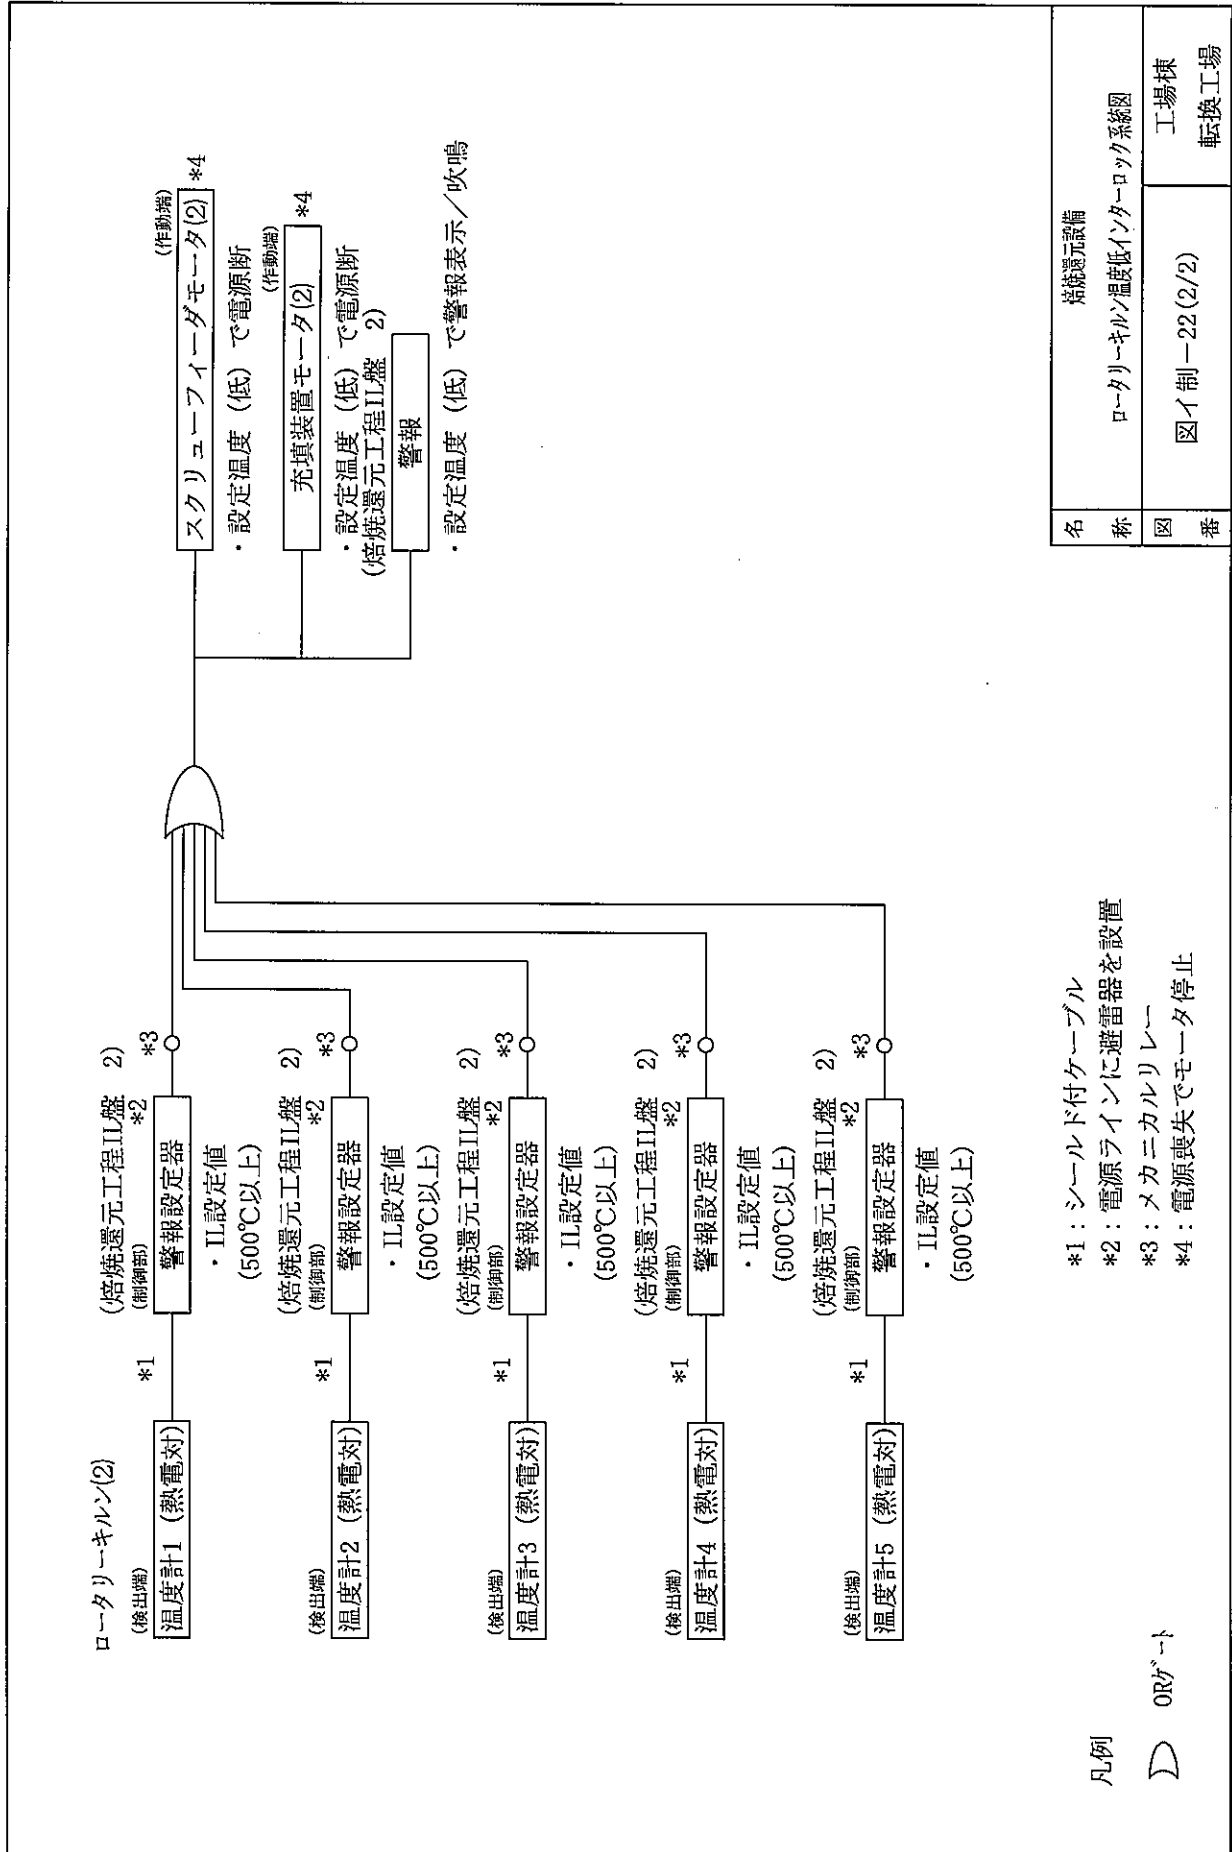 ロータリーキルン(2)
(検出端)
温度計1 (熱電対)
*1
(焙焼還元工程IL盤 2)
(制御部)
*2
警報設定器
*3
・IL設定値
(500℃以上)
(検出端)
温度計2 (熱電対)
*1
(焙焼還元工程IL盤 2)
(制御部)
*2
警報設定器
*3
・IL設定値
(500℃以上)
(検出端)
温度計3 (熱電対)
*1
(焙焼還元工程IL盤 2)
(制御部)
*2
警報設定器
*3
・IL設定値
(500℃以上)
(検出端)
温度計4 (熱電対)
*1
(焙焼還元工程IL盤 2)
(制御部)
*2
警報設定器
*3
・IL設定値
(500℃以上)
(検出端)
温度計5 (熱電対)
*1
(焙焼還元工程IL盤 2)
(制御部)
*2
警報設定器
*3
・IL設定値
(500℃以上)
(作動端)
スクリューフィーダモータ(2)
*4
・設定温度 (低) で電源断
(作動端)
充填装置モータ(2)
*4
・設定温度 (低) で電源断
(焙焼還元工程IL盤 2)
警報
・設定温度 (低) で警報表示/吹鳴
凡例
ORゲート
*1:シールド付ケーブル
*2:電源ラインに避雷器を設置
*3:メカニカルリレー
*4:電源喪失でモータ停止
名称
焙焼還元設備
ロータリーキルン温度低インターロック系統図
図番
図イ制-22(2/2)
工場棟
転換工場